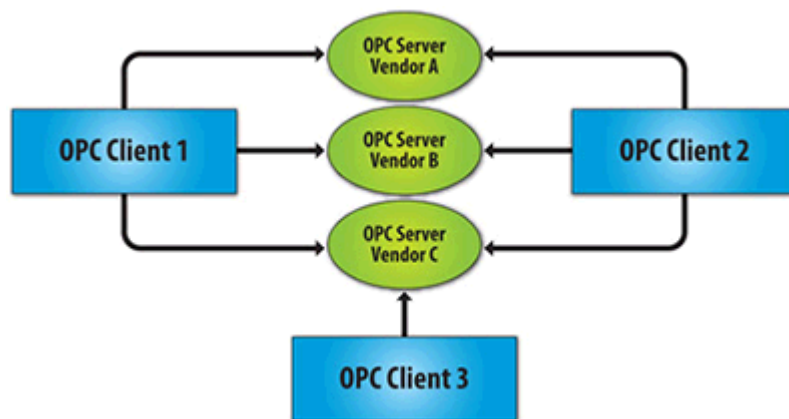 OPC Server
Vendor A
OPC Client 1
OPC Server
Vendor B
OPC Client 2
OPC Server
Vendor C
OPC Client 3